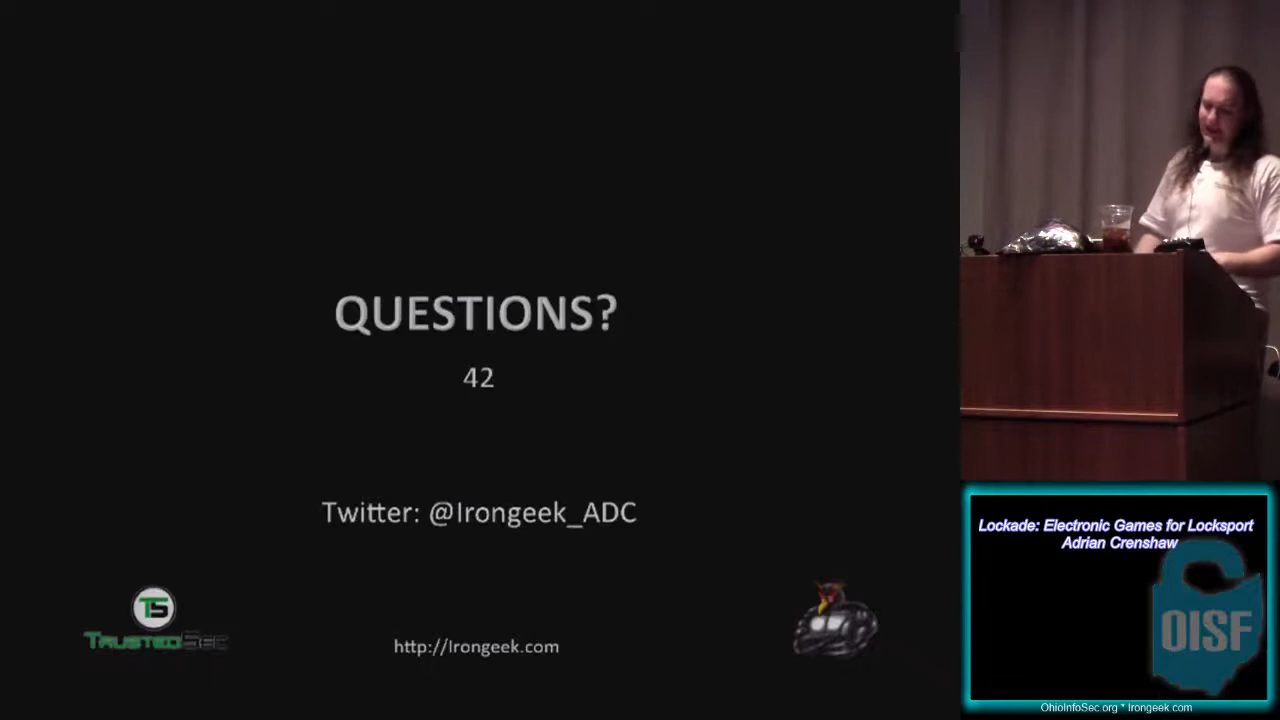 QUESTIONS?
42
Twitter: @Irongeek_ADC
TS
TRUSTEDSEC
http://Irongeek.com
Lockade: Electronic Games for Locksport
Adrian Crenshaw
OISF
OhioInfoSec.org * Irongeek.com